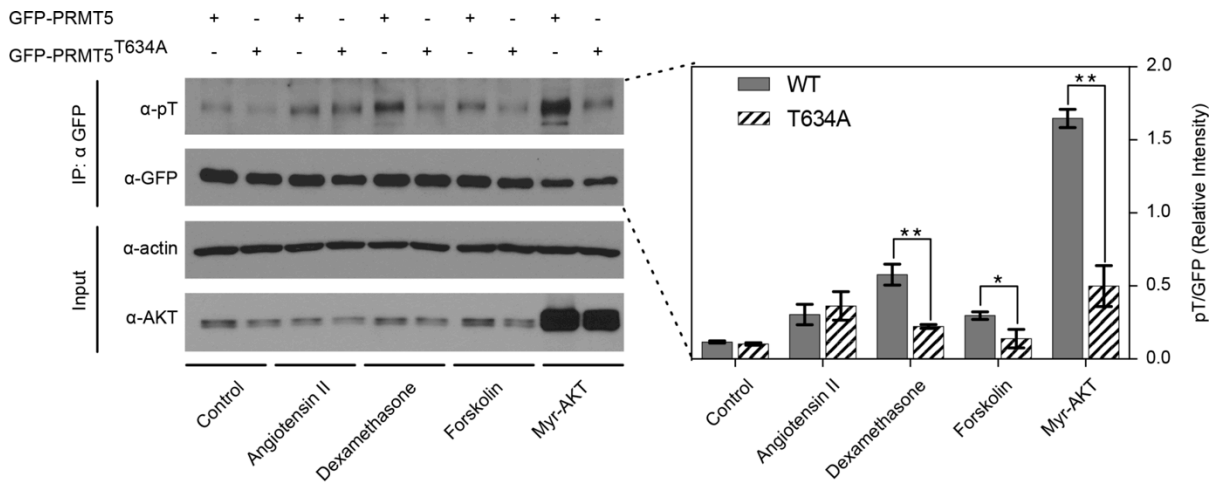 GFP-PRMT5 + - + - + - + - + -
GFP-PRMT5T634A - + - + - + - + - +
IP: α GFP
α-pT
α-GFP
Input
α-actin
α-AKT
Control
Angiotensin II
Dexamethasone
Forskolin
Myr-AKT
WT
T634A
**
*
**
2.0
1.5
1.0
0.5
0.0
pT/GFP (Relative Intensity)
Control
Angiotensin II
Dexamethasone
Forskolin
Myr-AKT